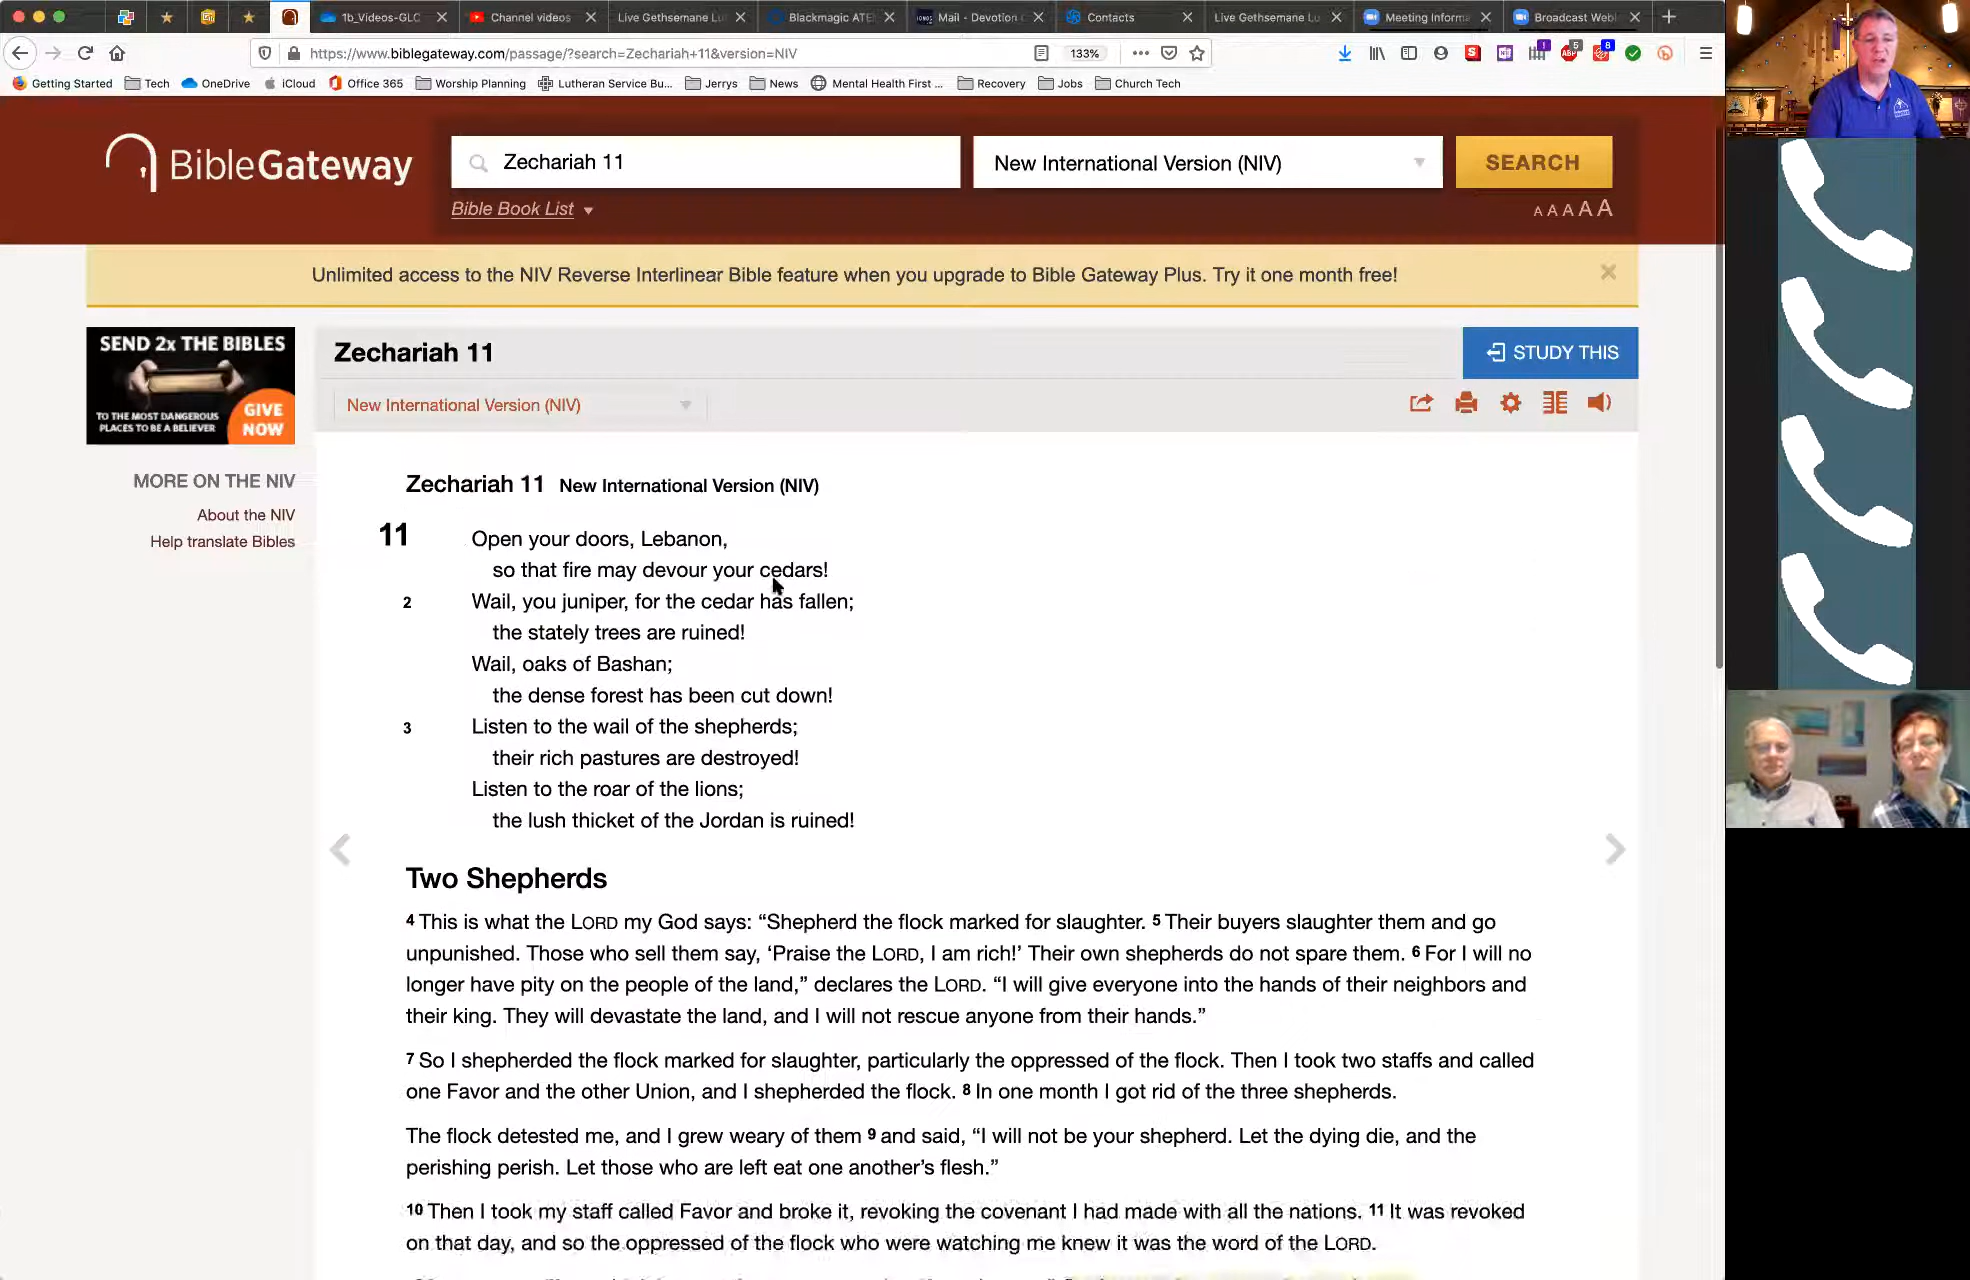 1b_Videos-GLC
Channel videos
Live Gethsemane Lu
Blackmagic ATE
IONOS
Mail - Devotion
Contacts
Live Gethsemane Lu
Meeting Informa
Broadcast Web
https://www.biblegateway.com/passage/?search=Zechariah+11&version=NIV
133%
Getting Started
Tech
OneDrive
iCloud
Office 365
Worship Planning
Lutheran Service Bu...
Jerrys
News
Mental Health First ...
Recovery
Jobs
Church Tech
BibleGateway
Zechariah 11
New International Version (NIV)
SEARCH
Bible Book List
A A A A A
Unlimited access to the NIV Reverse Interlinear Bible feature when you upgrade to Bible Gateway Plus. Try it one month free!
SEND 2x THE BIBLES
TO THE MOST DANGEROUS
PLACES TO BE A BELIEVER
GIVE
NOW
MORE ON THE NIV
About the NIV
Help translate Bibles
Zechariah 11
STUDY THIS
New International Version (NIV)
Zechariah 11 New International Version (NIV)
11 Open your doors, Lebanon,
so that fire may devour your cedars!
2 Wail, you juniper, for the cedar has fallen;
the stately trees are ruined!
Wail, oaks of Bashan;
the dense forest has been cut down!
3 Listen to the wail of the shepherds;
their rich pastures are destroyed!
Listen to the roar of the lions;
the lush thicket of the Jordan is ruined!
Two Shepherds
4 This is what the LORD my God says: “Shepherd the flock marked for slaughter. 5 Their buyers slaughter them and go
unpunished. Those who sell them say, ‘Praise the LORD, I am rich!’ Their own shepherds do not spare them. 6 For I will no
longer have pity on the people of the land,” declares the LORD. “I will give everyone into the hands of their neighbors and
their king. They will devastate the land, and I will not rescue anyone from their hands.”
7 So I shepherded the flock marked for slaughter, particularly the oppressed of the flock. Then I took two staffs and called
one Favor and the other Union, and I shepherded the flock. 8 In one month I got rid of the three shepherds.
The flock detested me, and I grew weary of them 9 and said, “I will not be your shepherd. Let the dying die, and the
perishing perish. Let those who are left eat one another’s flesh.”
10 Then I took my staff called Favor and broke it, revoking the covenant I had made with all the nations. 11 It was revoked
on that day, and so the oppressed of the flock who were watching me knew it was the word of the LORD.